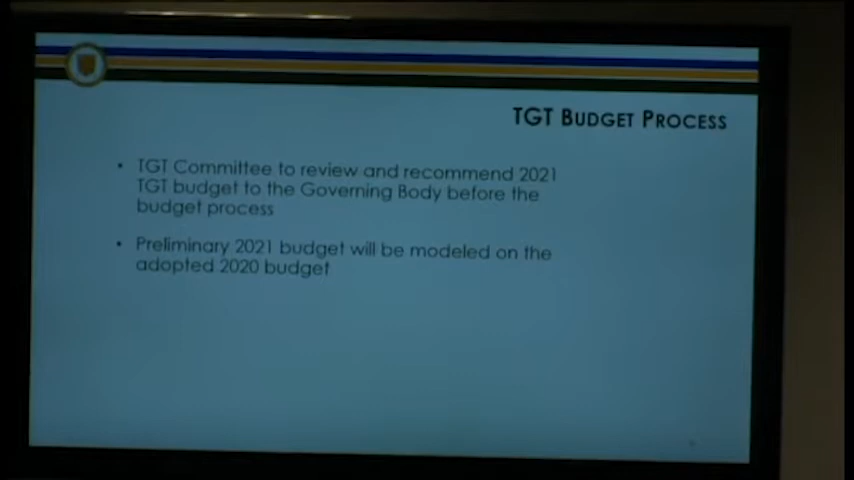 TGT BUDGET PROCESS
• TGT Committee to review and recommend 2021
TGT budget to the Governing Body before the
budget process
• Preliminary 2021 budget will be modeled on the
adopted 2020 budget